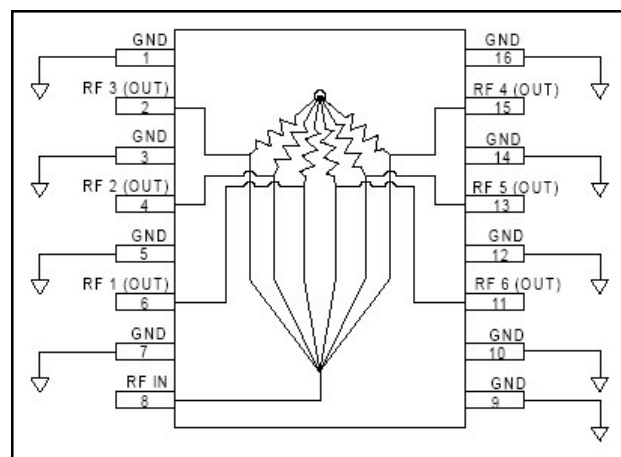 GND
1
RF 3 (OUT)
2
GND
3
RF 2 (OUT)
4
GND
5
RF 1 (OUT)
6
GND
7
RF IN
8
GND
16
RF 4 (OUT)
15
GND
14
RF 5 (OUT)
13
GND
12
RF 6 (OUT)
11
GND
10
GND
9